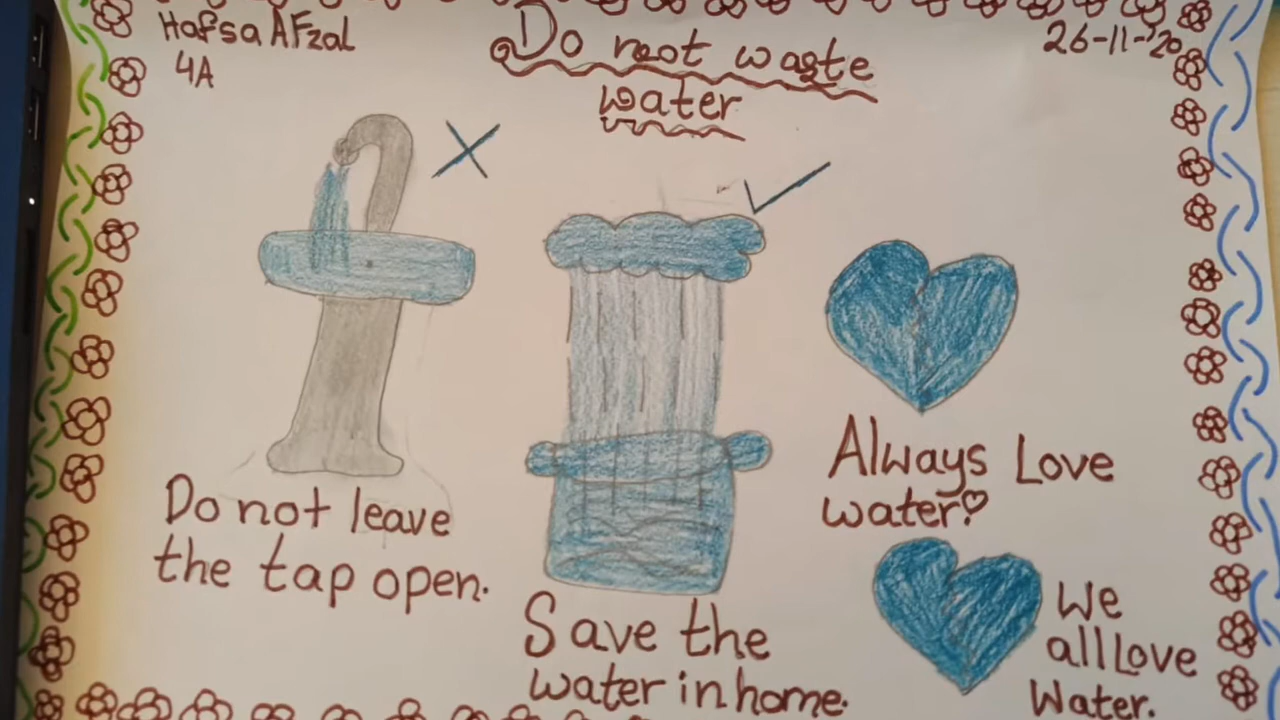 Hafsa AFzal
4A
26-11-20
Do not waste
water
Do not leave
the tap open.
Save the
water in home.
Always Love
water!
We
all Love
Water.